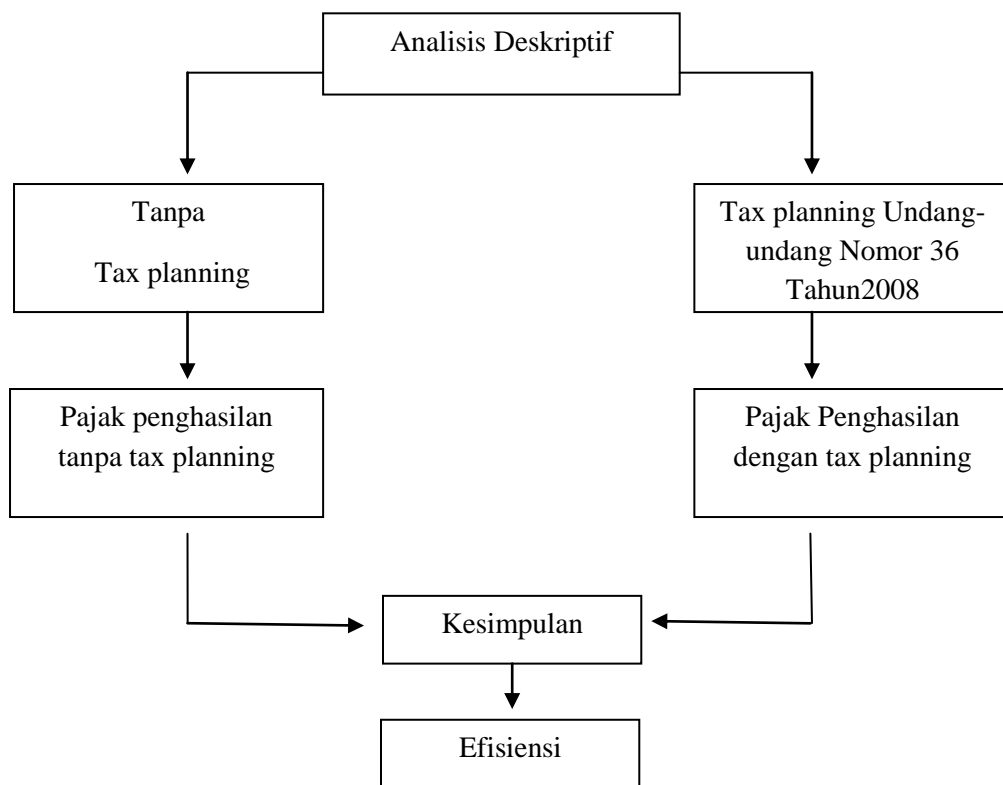 Analisis Deskriptif
Tanpa
Tax planning
Tax planning Undang-
undang Nomor 36
Tahun2008
Pajak penghasilan
tanpa tax planning
Pajak Penghasilan
dengan tax planning
Kesimpulan
Efisiensi